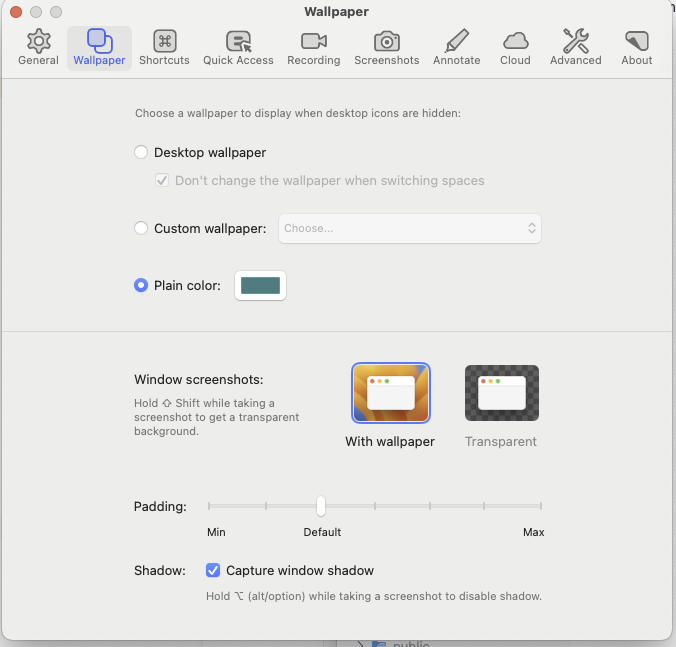 Wallpaper
General
Wallpaper
Shortcuts
Quick Access
Recording
Screenshots
Annotate
Cloud
Advanced
About
Choose a wallpaper to display when desktop icons are hidden:
Desktop wallpaper
Don't change the wallpaper when switching spaces
Custom wallpaper:
Choose...
Plain color:
Window screenshots:
Hold ⇧ Shift while taking a
screenshot to get a transparent
background.
With wallpaper
Transparent
Padding:
Min
Default
Max
Shadow:
Capture window shadow
Hold ⌥ (alt/option) while taking a screenshot to disable shadow.
public